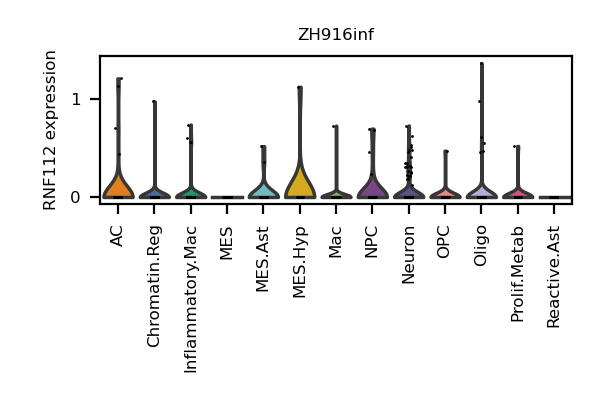 ZH916inf
RNF112 expression
1
0
AC
Chromatin.Reg
Inflammatory.Mac
MES
MES.Ast
MES.Hyp
Mac
NPC
Neuron
OPC
Oligo
Prolif.Metab
Reactive.Ast